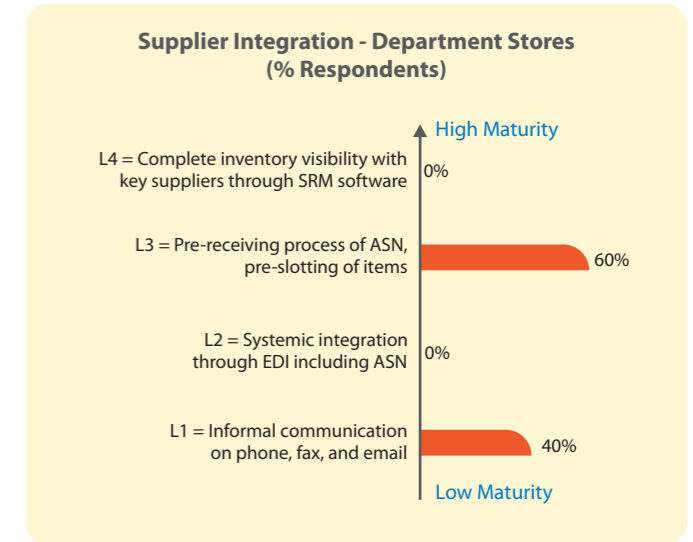 Supplier Integration - Department Stores
(% Respondents)
High Maturity
L4 = Complete inventory visibility with
key suppliers through SRM software
0%
L3 = Pre-receiving process of ASN,
pre-slotting of items
60%
L2 = Systemic integration
through EDI including ASN
0%
L1 = Informal communication
on phone, fax, and email
40%
Low Maturity